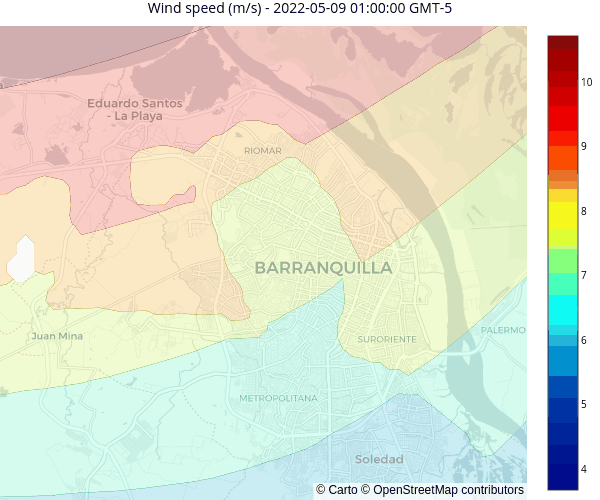 Wind speed (m/s) - 2022-05-09 01:00:00 GMT-5
Eduardo Santos
- La Playa
RIOMAR
BARRANQUILLA
Juan Mina
SURORIENTE
PALERMO
METROPOLITANA
Soledad
© Carto © OpenStreetMap contributors
10
9
8
7
6
5
4